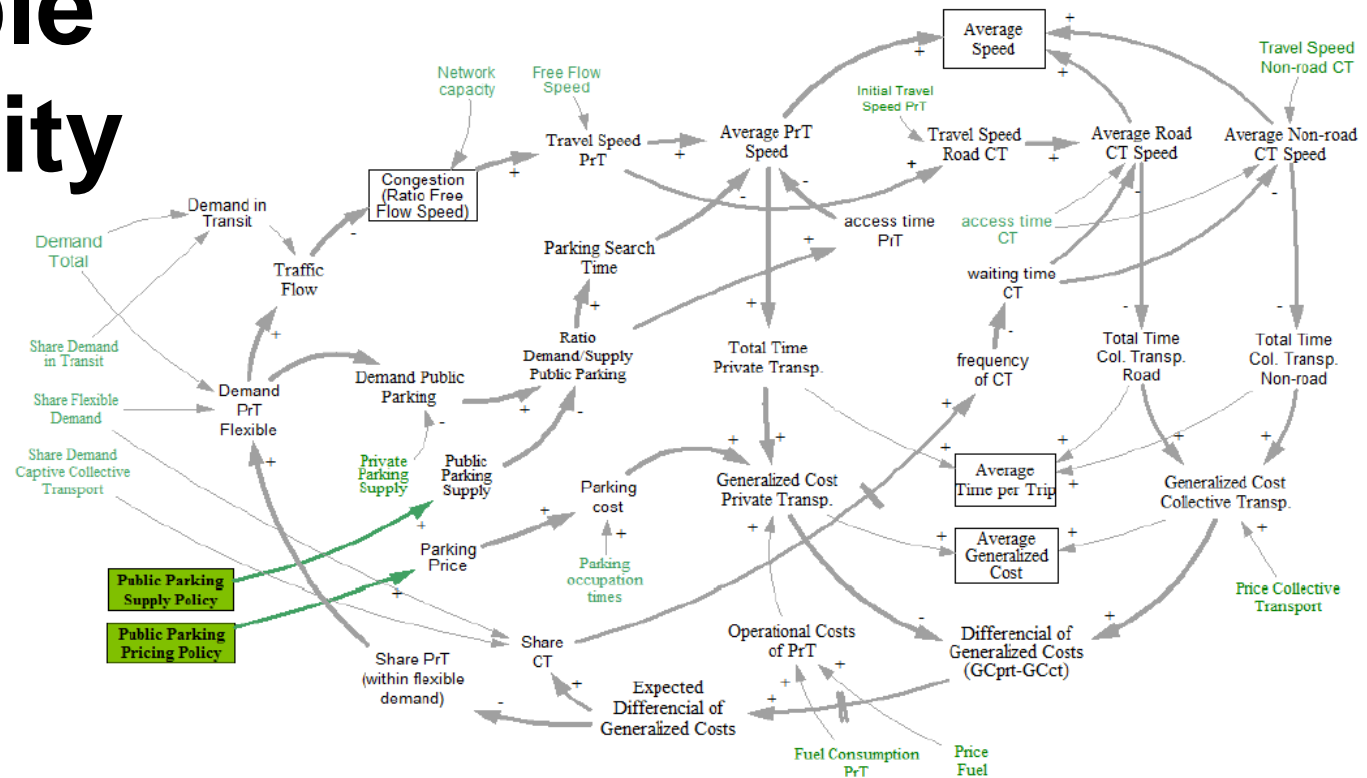 ple
ity
Network
capacity
Free Flow
Speed
Average
Speed
Travel Speed
Non-road CT
Initial Travel
Speed PrT
Travel Speed
PrT
+
Average PrT
Speed
+
Travel Speed
Road CT
+
Average Road
CT Speed
+
Average Non-road
CT Speed
+
Congestion
(Ratio Free
Flow Speed)
+
Demand in
Transit
-
Demand
Total
Traffic
Flow
+
Parking Search
Time
-
access time
PrT
-
+
access time
CT
waiting time
CT
-
-
Share Demand
in Transit
Ratio
Demand/Supply
Public Parking
+
Total Time
Private Transp.
+
frequency
of CT
-
Total Time
Col. Transp.
Road
-
Total Time
Col. Transp.
Non-road
-
Demand
PrT
Flexible
Demand Public
Parking
+
-
Share Flexible
Demand
Share Demand
Captive Collective
Transport
+
Private
Parking
Supply
-
Public
Parking
Supply
+
Parking
cost
+
+
Generalized Cost
Private Transp.
+
+
+
Average
Time per Trip
+
+
+
Generalized Cost
Collective Transp.
+
+
Parking
Price
+
Parking
occupation
times
Average
Generalized
Cost
+
+
Price Collective
Transport
+
Public Parking
Supply Policy
Public Parking
Pricing Policy
Share PrT
(within flexible
demand)
-
Share
CT
+
Expected
Differencial of
Generalized Costs
+
Operational Costs
of PrT
+
+
+
Differencial of
Generalized Costs
(GCprt-GCct)
-
+
Fuel Consumption
PrT
Price
Fuel